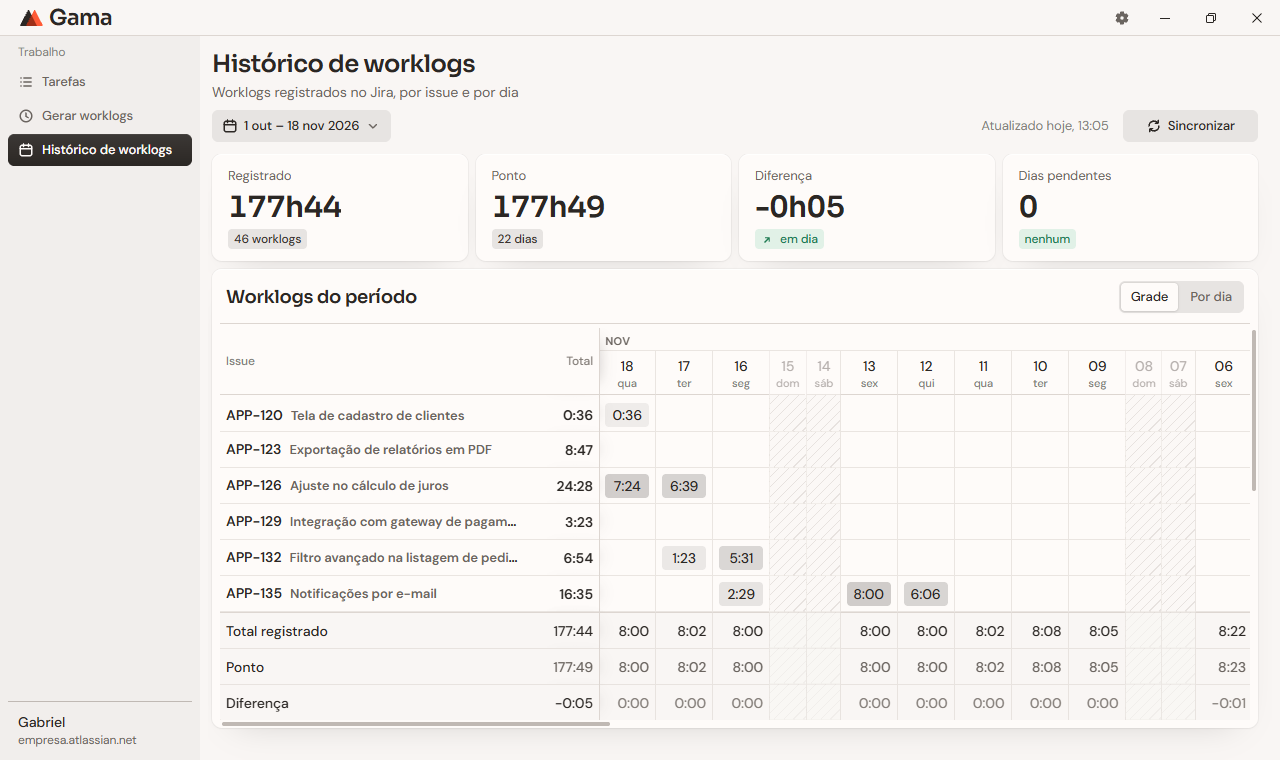 Gama
Trabalho
Tarefas
Gerar worklogs
Histórico de worklogs
Gabriel
empresa.atlassian.net
Histórico de worklogs
Worklogs registrados no Jira, por issue e por dia
1 out – 18 nov 2026
Atualizado hoje, 13:05
Sincronizar
Registrado
177h44
46 worklogs
Ponto
177h49
22 dias
Diferença
-0h05
em dia
Dias pendentes
0
nenhum
Worklogs do período
Grade Por dia
NOV
Issue Total
18 17 16 15 14 13 12 11 10 09 08 07 06
qua ter seg dom sáb sex qui qua ter seg dom sáb sex
APP-120 Tela de cadastro de clientes 0:36 0:36
APP-123 Exportação de relatórios em PDF 8:47
APP-126 Ajuste no cálculo de juros 24:28 7:24 6:39
APP-129 Integração com gateway de pagam... 3:23
APP-132 Filtro avançado na listagem de pedi... 6:54 1:23 5:31
APP-135 Notificações por e-mail 16:35 2:29 8:00 6:06
Total registrado 177:44 8:00 8:02 8:00 8:00 8:00 8:02 8:08 8:05 8:22
Ponto 177:49 8:00 8:02 8:00 8:00 8:00 8:02 8:08 8:05 8:23
Diferença -0:05 0:00 0:00 0:00 0:00 0:00 0:00 0:00 0:00 -0:01